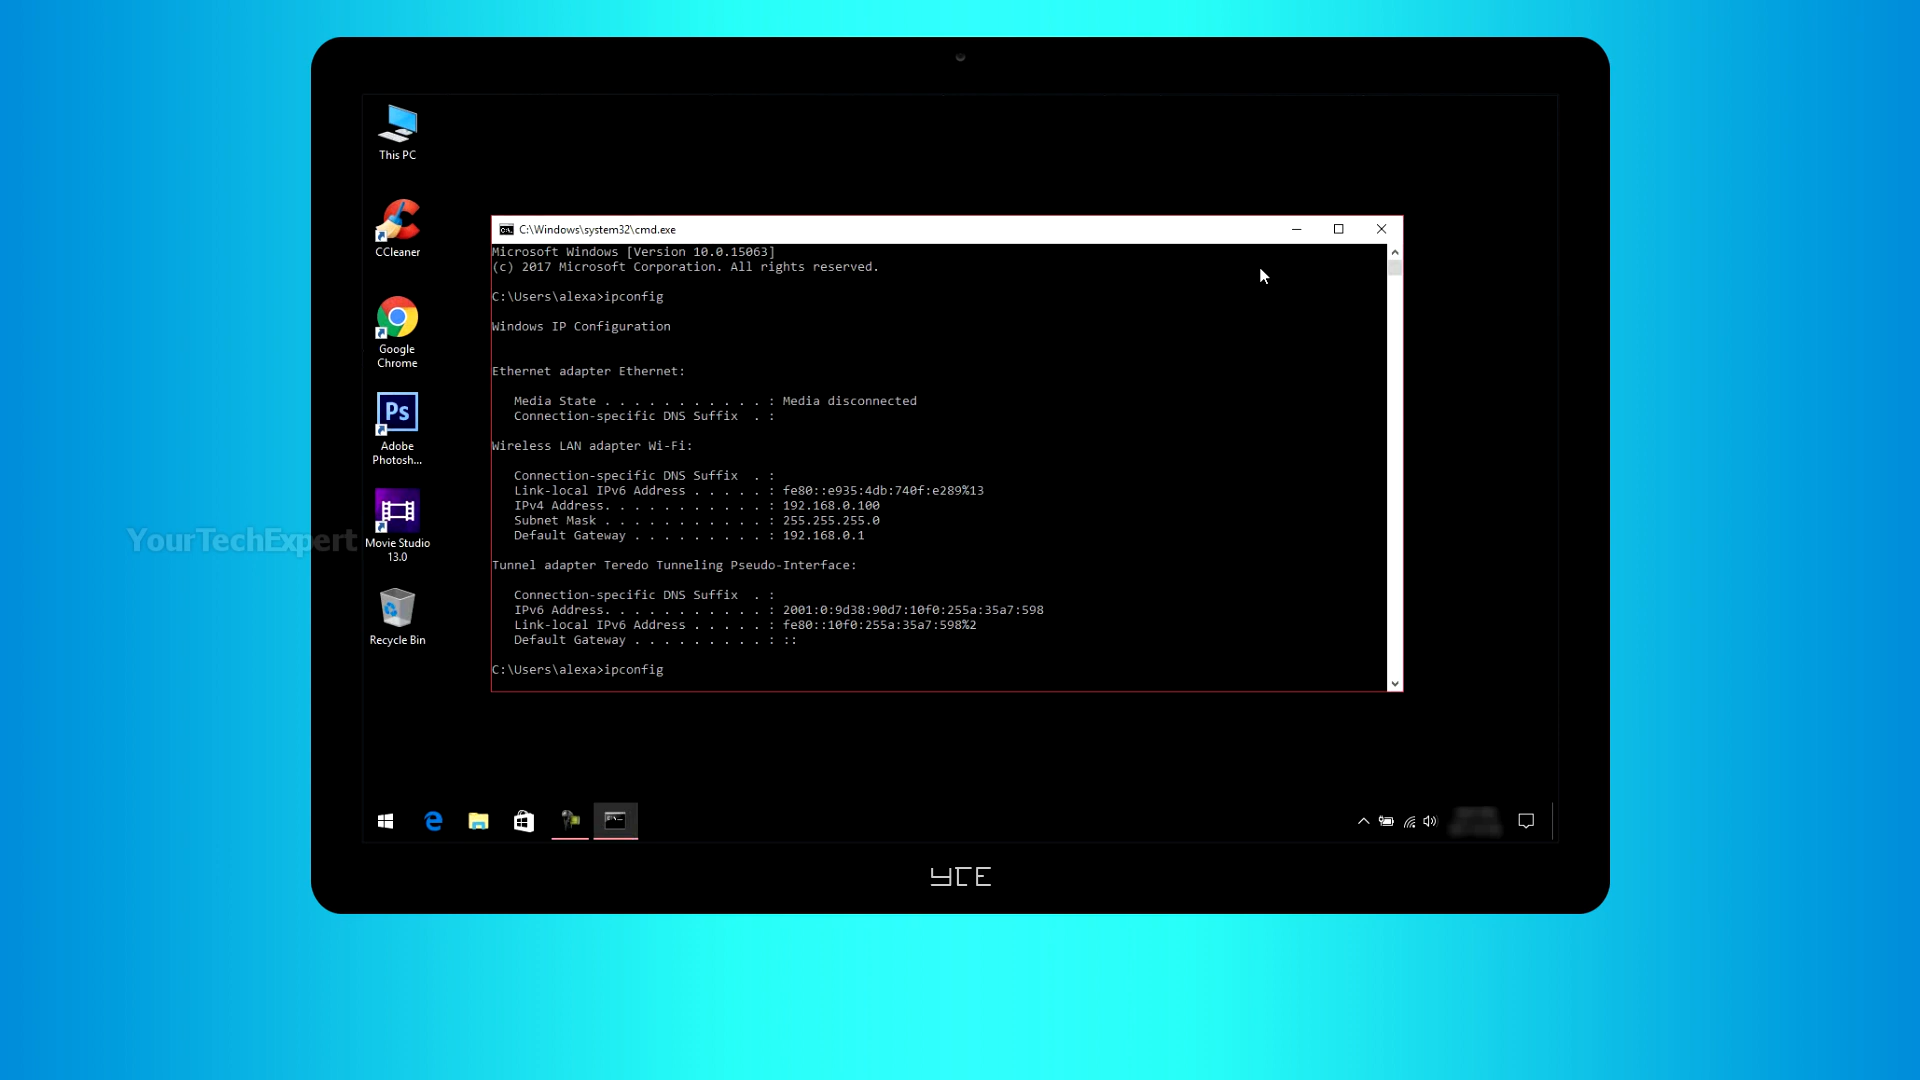 This PC
CCleaner
Google
Chrome
Ps
Adobe
Photosh...
Movie Studio
13.0
Recycle Bin
YourTechExpert
C:\Windows\system32\cmd.exe
Microsoft Windows [Version 10.0.15063]
(c) 2017 Microsoft Corporation. All rights reserved.
C:\Users\alexa>ipconfig
Windows IP Configuration
Ethernet adapter Ethernet:
Media State . . . . . . . . . . . : Media disconnected
Connection-specific DNS Suffix  . :
Wireless LAN adapter Wi-Fi:
Connection-specific DNS Suffix  . :
Link-local IPv6 Address . . . . . : fe80::e935:4db:740f:e289%13
IPv4 Address. . . . . . . . . . . : 192.168.0.100
Subnet Mask . . . . . . . . . . . : 255.255.255.0
Default Gateway . . . . . . . . . : 192.168.0.1
Tunnel adapter Teredo Tunneling Pseudo-Interface:
Connection-specific DNS Suffix  . :
IPv6 Address. . . . . . . . . . . : 2001:0:9d38:90d7:10f0:255a:35a7:598
Link-local IPv6 Address . . . . . : fe80::10f0:255a:35a7:598%2
Default Gateway . . . . . . . . . : ::
C:\Users\alexa>ipconfig
YTE